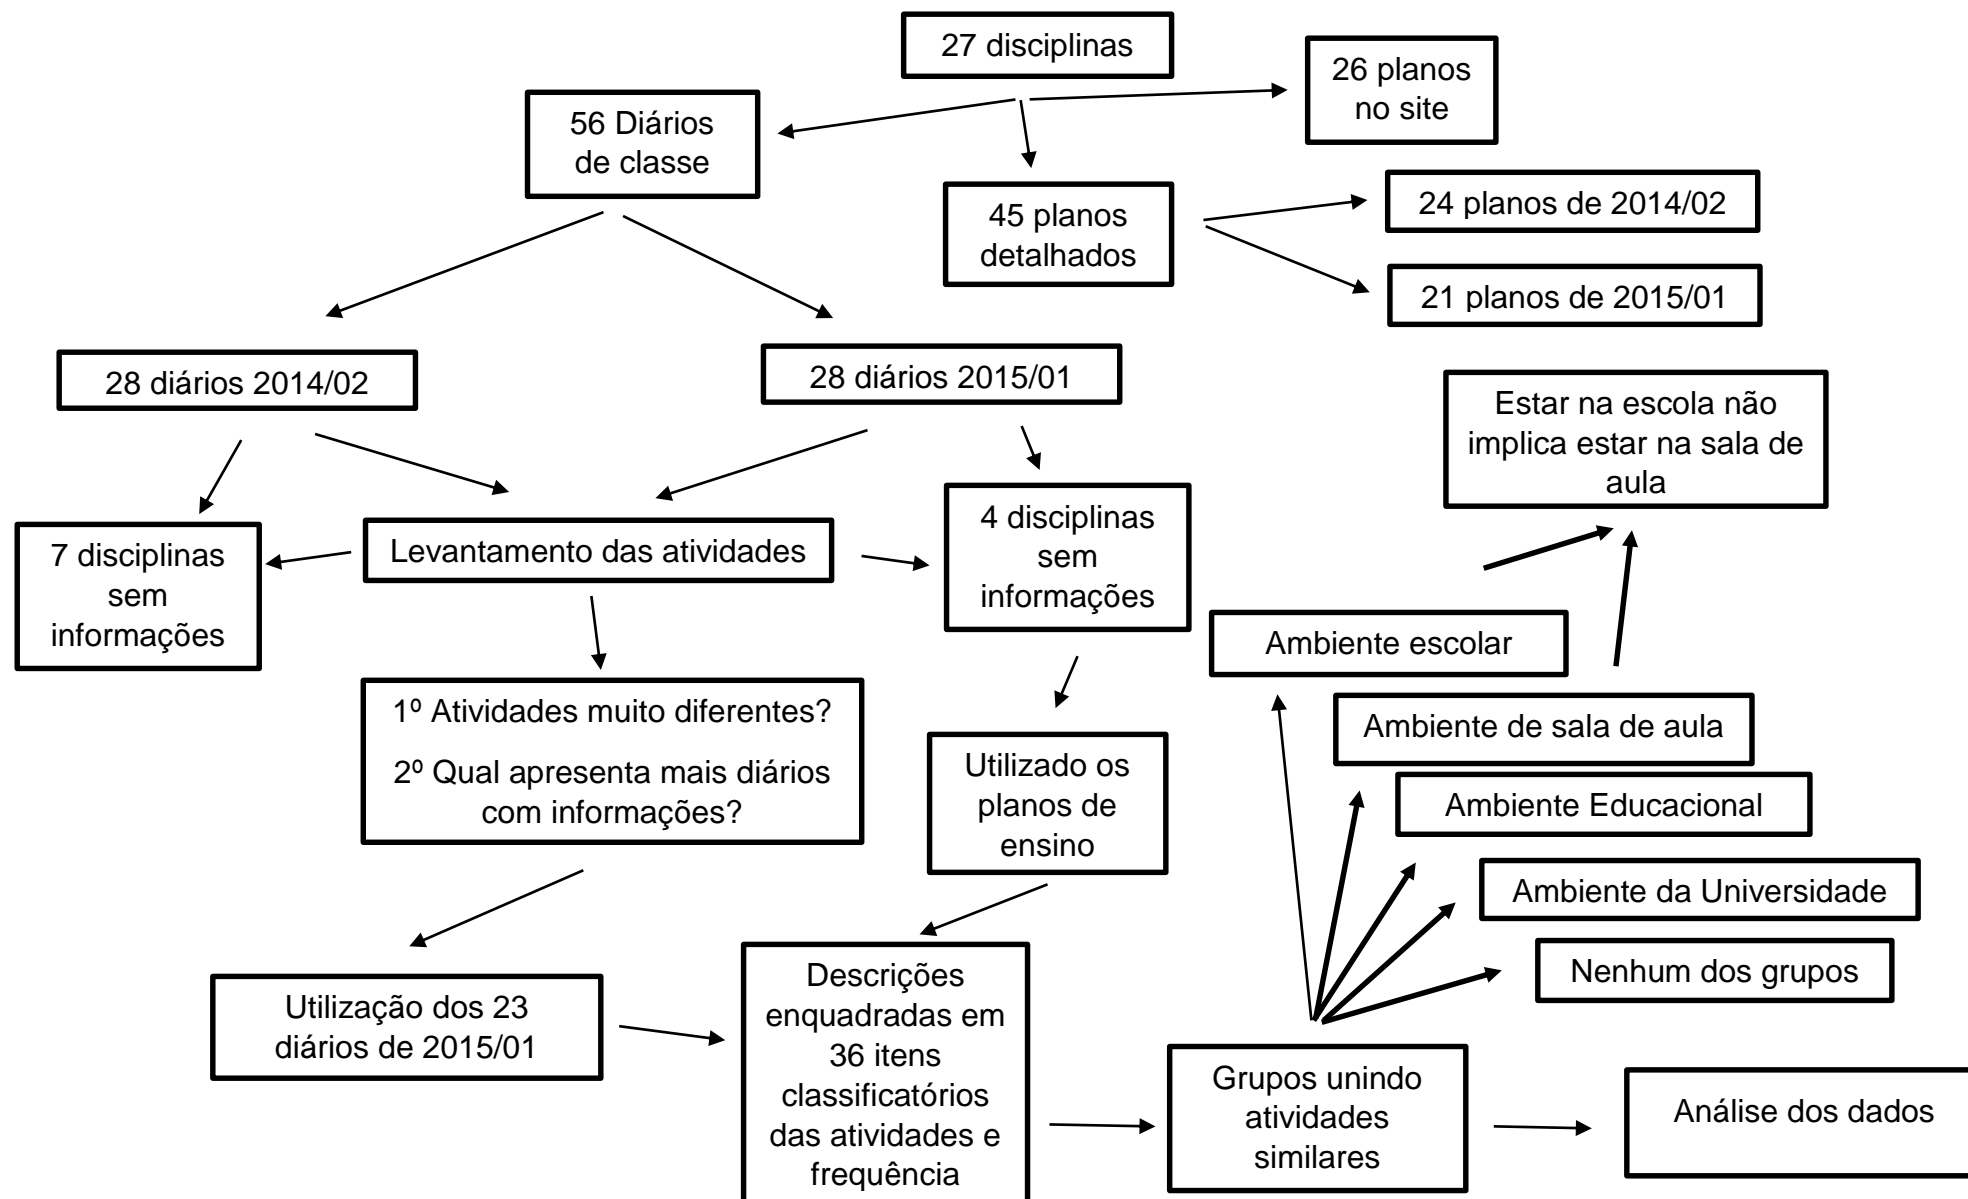 27 disciplinas
26 planos
no site
56 Diários
de classe
45 planos
detalhados
24 planos de 2014/02
21 planos de 2015/01
28 diários 2014/02
28 diários 2015/01
Estar na escola não
implica estar na sala de
aula
7 disciplinas
sem
informações
Levantamento das atividades
4 disciplinas
sem
informações
Ambiente escolar
1º Atividades muito diferentes?
2º Qual apresenta mais diários
com informações?
Utilizado os
planos de
ensino
Ambiente de sala de aula
Ambiente Educacional
Ambiente da Universidade
Nenhum dos grupos
Utilização dos 23
diários de 2015/01
Descrições
enquadradas em
36 itens
classificatórios
das atividades e
frequência
Grupos unindo
atividades
similares
Análise dos dados